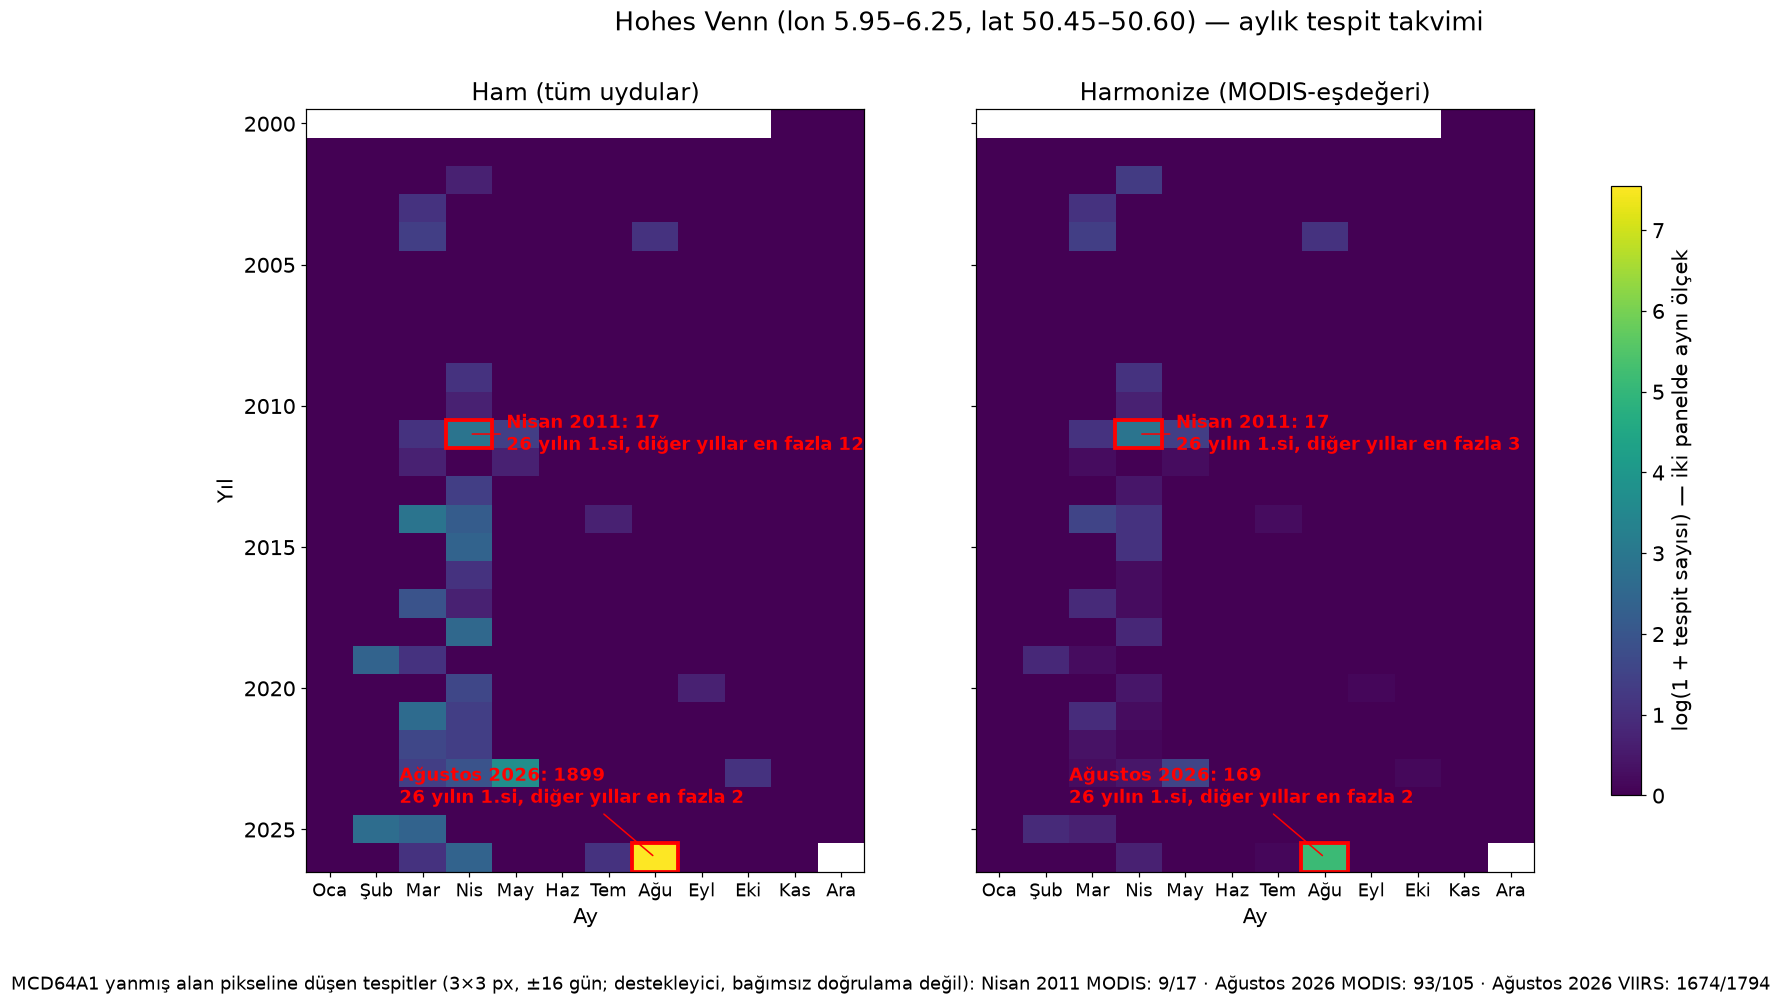 Hohes Venn (lon 5.95–6.25, lat 50.45–50.60) — aylık tespit takvimi
Ham (tüm uydular)
Harmonize (MODIS-eşdeğeri)
Yıl
2000
2005
2010
2015
2020
2025
Nisan 2011: 17
26 yılın 1.si, diğer yıllar en fazla 12
Ağustos 2026: 1899
26 yılın 1.si, diğer yıllar en fazla 2
Oca Şub Mar Nis May Haz Tem Ağu Eyl Eki Kas Ara
Ay
Nisan 2011: 17
26 yılın 1.si, diğer yıllar en fazla 3
Ağustos 2026: 169
26 yılın 1.si, diğer yıllar en fazla 2
Oca Şub Mar Nis May Haz Tem Ağu Eyl Eki Kas Ara
Ay
7
6
5
4
3
2
1
0
log(1 + tespit sayısı) — iki panelde aynı ölçek
MCD64A1 yanmış alan pikseline düşen tespitler (3×3 px, ±16 gün; destekleyici, bağımsız doğrulama değil): Nisan 2011 MODIS: 9/17 · Ağustos 2026 MODIS: 93/105 · Ağustos 2026 VIIRS: 1674/1794